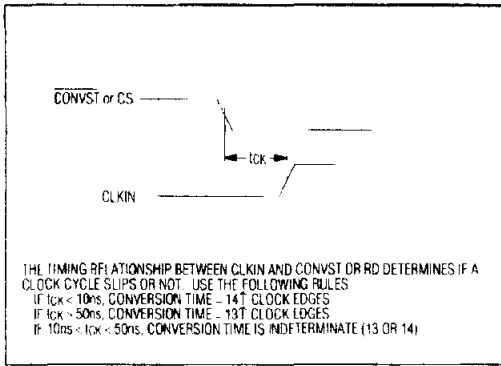 CONVST or CS
tCK
CLKIN
THE TIMING RELATIONSHIP BETWEEN CLKIN AND CONVST OR RD DETERMINES IF A
CLOCK CYCLE SLIPS OR NOT. USE THE FOLLOWING RULES
IF tCK < 10ns, CONVERSION TIME - 14↑ CLOCK EDGES
IF tCK > 50ns, CONVERSION TIME - 13↑ CLOCK EDGES
IF 10ns < tCK < 50ns, CONVERSION TIME IS INDETERMINATE (13 OR 14)